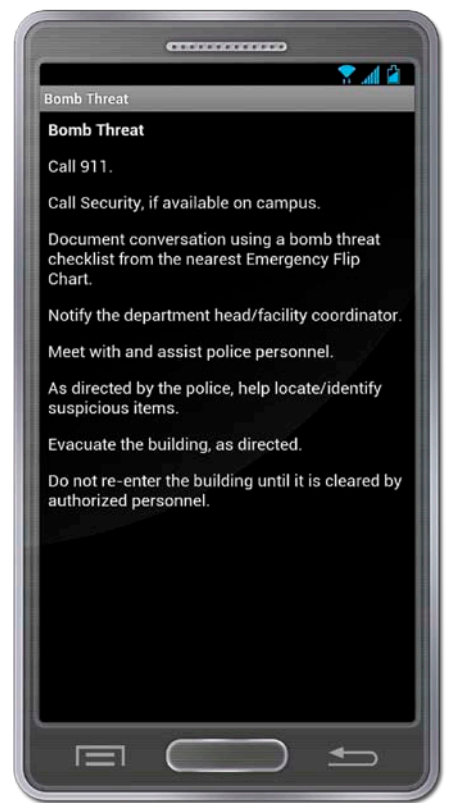 Bomb Threat
Bomb Threat
Call 911.
Call Security, if available on campus.
Document conversation using a bomb threat
checklist from the nearest Emergency Flip
Chart.
Notify the department head/facility coordinator.
Meet with and assist police personnel.
As directed by the police, help locate/identify
suspicious items.
Evacuate the building, as directed.
Do not re-enter the building until it is cleared by
authorized personnel.